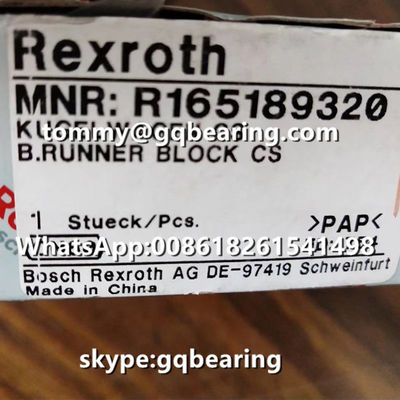 Rexroth
MNR: R165189320
tommy@gqbearing.com
B.RUNNER BLOCK CS
1 Stueck/Pcs. >PAP<
WhatsApp:008618261541498
Bosch Rexroth AG DE-97419 Schweinfurt
Made in China
skype:gqbearing